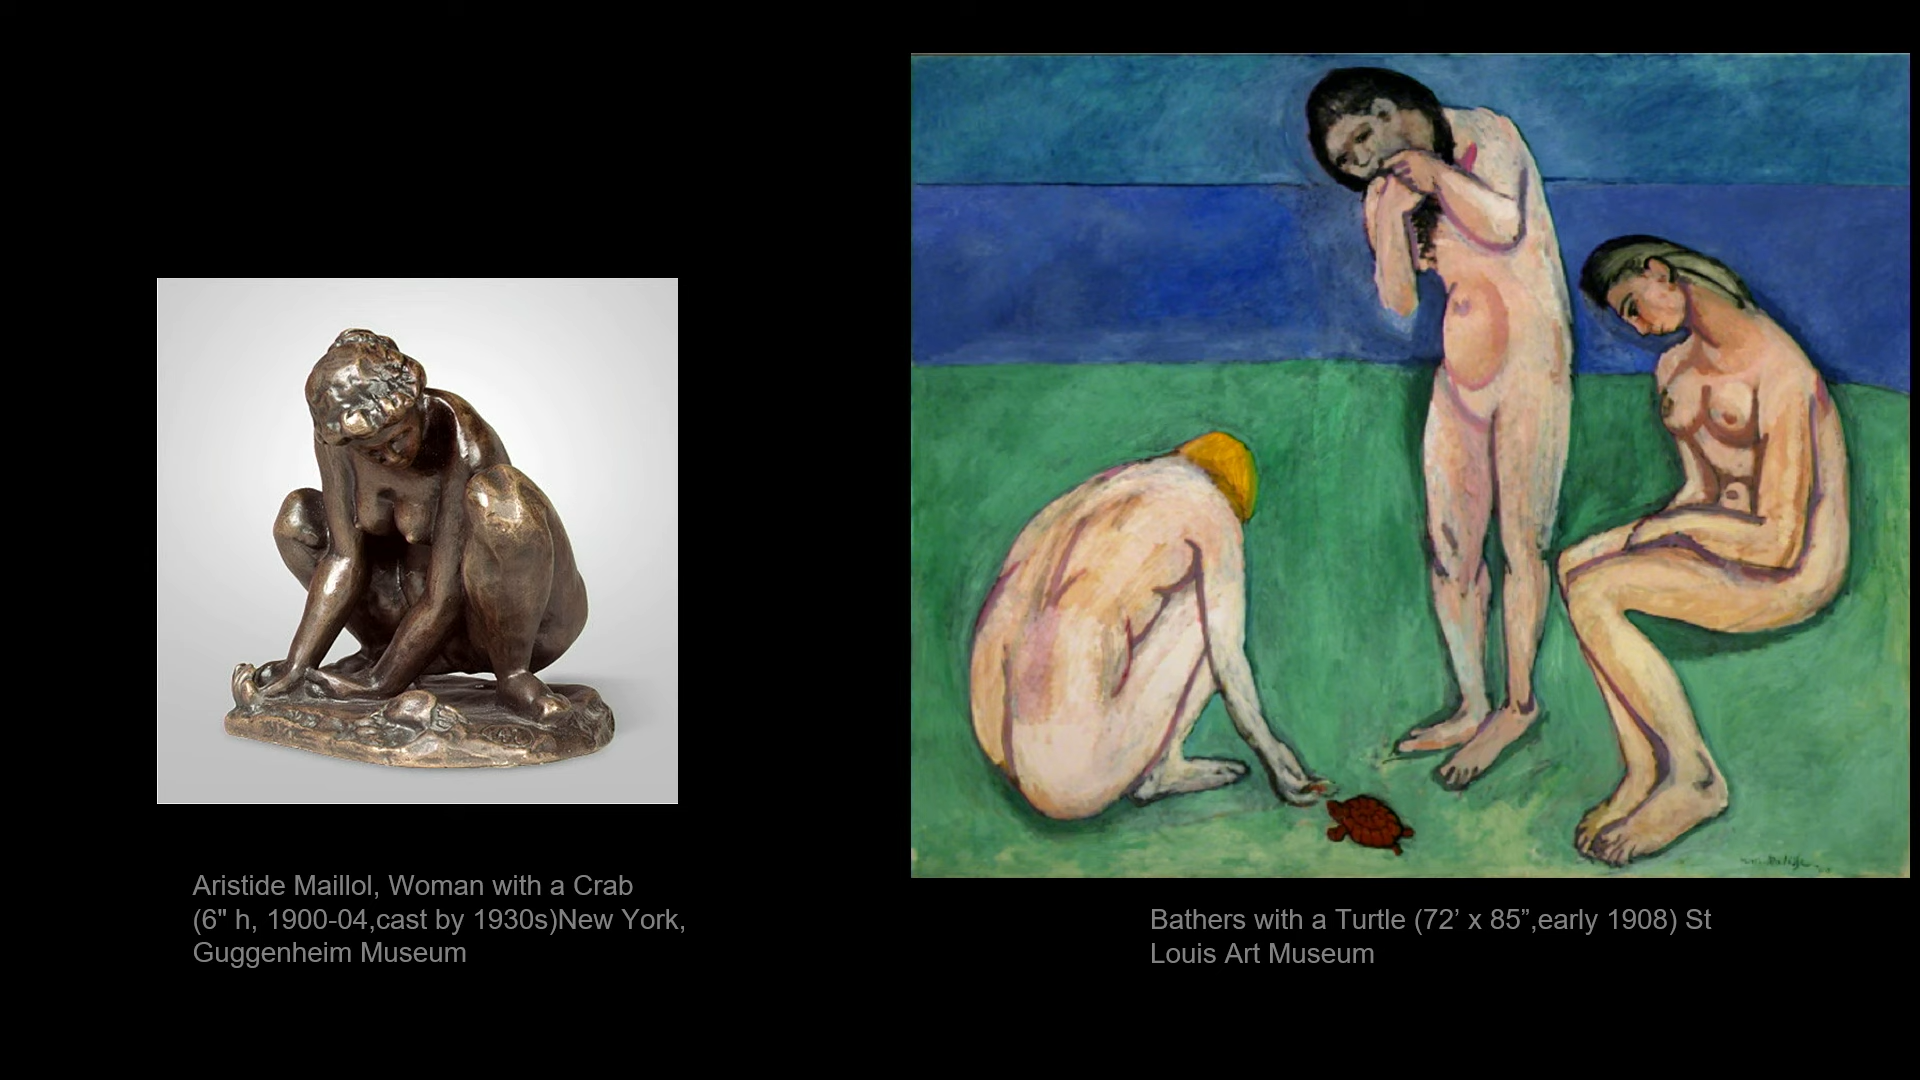 Aristide Maillol, Woman with a Crab
(6" h, 1900-04,cast by 1930s)New York,
Guggenheim Museum
Bathers with a Turtle (72’ x 85”,early 1908) St
Louis Art Museum